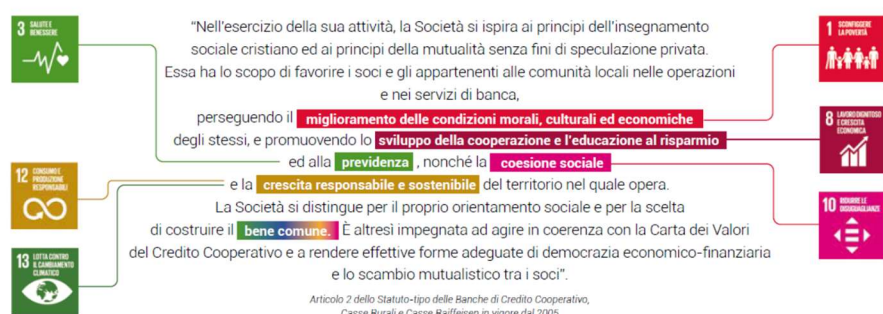 3 SALUTE E
BENESSERE
"Nell'esercizio della sua attività, la Società si ispira ai principi dell'insegnamento
sociale cristiano ed ai principi della mutualità senza fini di speculazione privata.
Essa ha lo scopo di favorire i soci e gli appartenenti alle comunità locali nelle operazioni
e nei servizi di banca,
perseguendo il miglioramento delle condizioni morali, culturali ed economiche
degli stessi, e promuovendo lo sviluppo della cooperazione e l'educazione al risparmio
ed alla previdenza , nonché la coesione sociale
e la crescita responsabile e sostenibile del territorio nel quale opera.
La Società si distingue per il proprio orientamento sociale e per la scelta
di costruire il bene comune. È altresì impegnata ad agire in coerenza con la Carta dei Valori
del Credito Cooperativo e a rendere effettive forme adeguate di democrazia economico-finanziaria
e lo scambio mutualistico tra i soci".
Articolo 2 dello Statuto-tipo delle Banche di Credito Cooperativo,
Casse Rurali e Casse Raiffeisen in vigore dal 2005
12 CONSUMO E
PRODUZIONE
RESPONSABILI
13 LOTTA CONTRO
IL CAMBIAMENTO
CLIMATICO
1 SCONFIGGERE
LA POVERTÀ
8 LAVORO DIGNITOSO
E CRESCITA
ECONOMICA
10 RIDURRE LE
DISUGUAGLIANZE